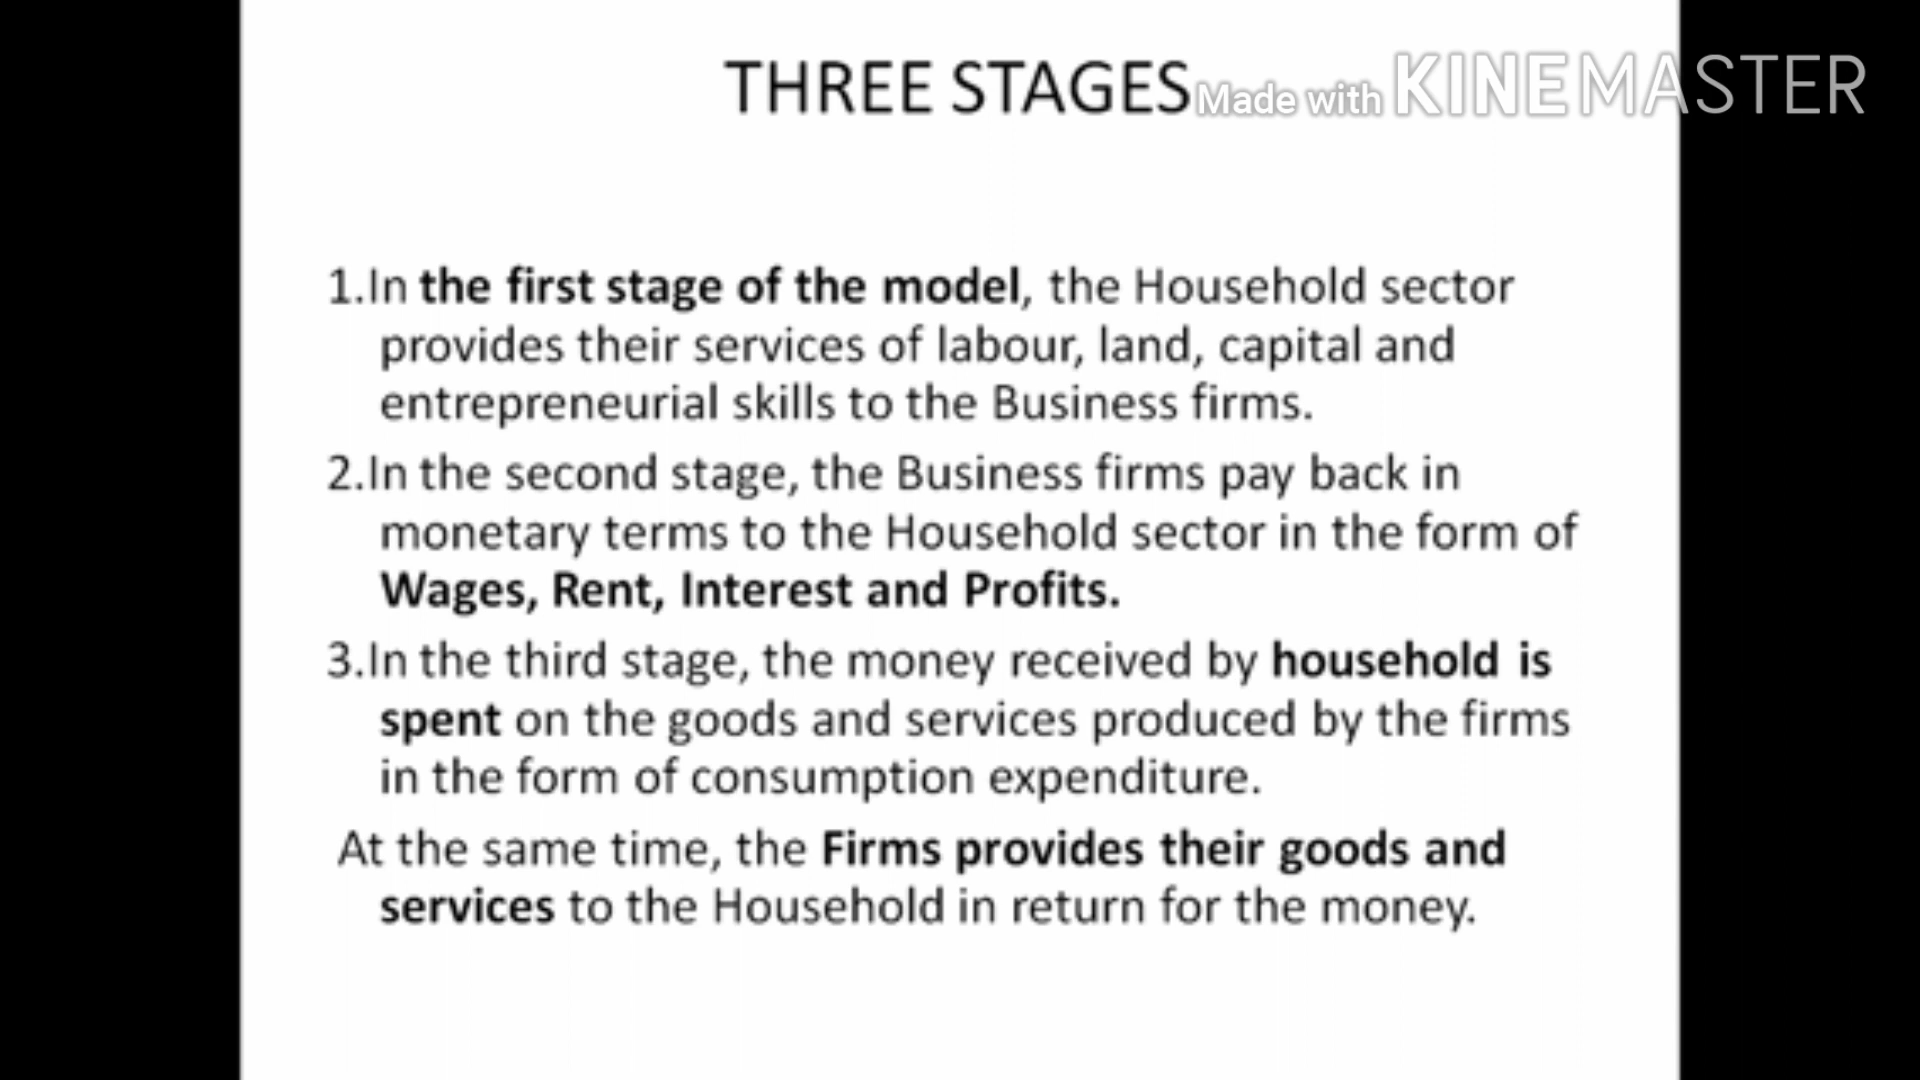 THREE STAGES
Made with KINEMASTER
1.In the first stage of the model, the Household sector
provides their services of labour, land, capital and
entrepreneurial skills to the Business firms.
2.In the second stage, the Business firms pay back in
monetary terms to the Household sector in the form of
Wages, Rent, Interest and Profits.
3.In the third stage, the money received by household is
spent on the goods and services produced by the firms
in the form of consumption expenditure.
At the same time, the Firms provides their goods and
services to the Household in return for the money.